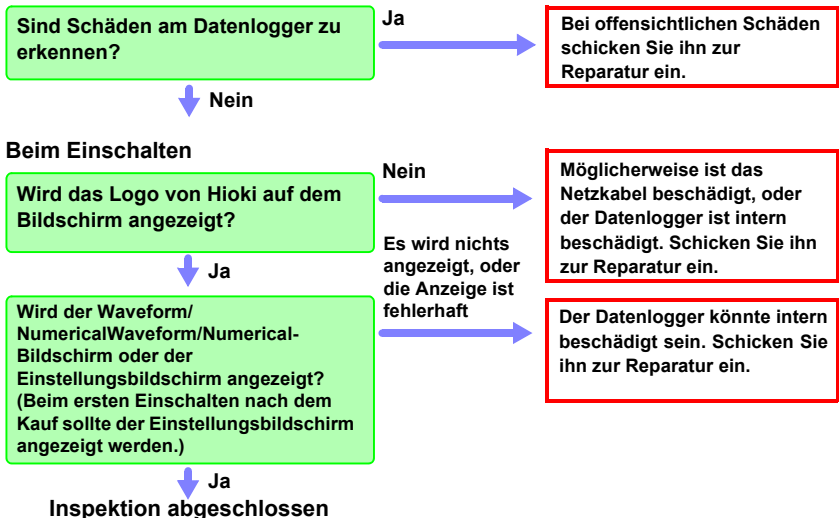 Sind Schäden am Datenlogger zu
erkennen?
Ja
Bei offensichtlichen Schäden
schicken Sie ihn zur
Reparatur ein.
Nein
Beim Einschalten
Wird das Logo von Hioki auf dem
Bildschirm angezeigt?
Nein
Möglicherweise ist das
Netzkabel beschädigt, oder
der Datenlogger ist intern
beschädigt. Schicken Sie ihn
zur Reparatur ein.
Ja
Es wird nichts
angezeigt, oder
die Anzeige ist
fehlerhaft
Wird der Waveform/
NumericalWaveform/Numerical-
Bildschirm oder der
Einstellungsbildschirm angezeigt?
(Beim ersten Einschalten nach dem
Kauf sollte der Einstellungsbildschirm
angezeigt werden.)
Der Datenlogger könnte intern
beschädigt sein. Schicken Sie
ihn zur Reparatur ein.
Ja
Inspektion abgeschlossen